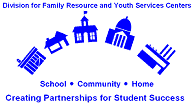 Division for Family Resource and Youth Services Centers
School • Community • Home
Creating Partnerships for Student Success